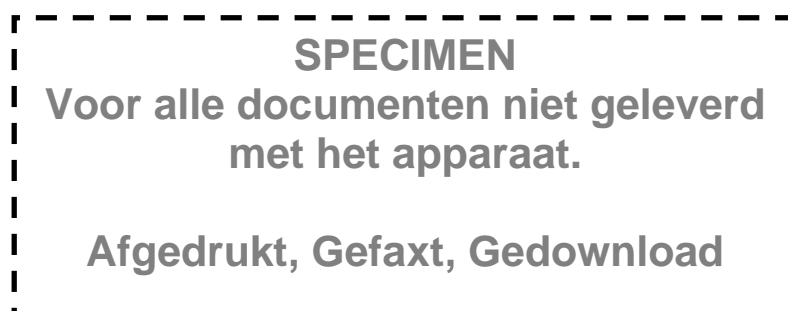 SPECIMEN
Voor alle documenten niet geleverd
met het apparaat.
Afgedrukt, Gefaxt, Gedownload